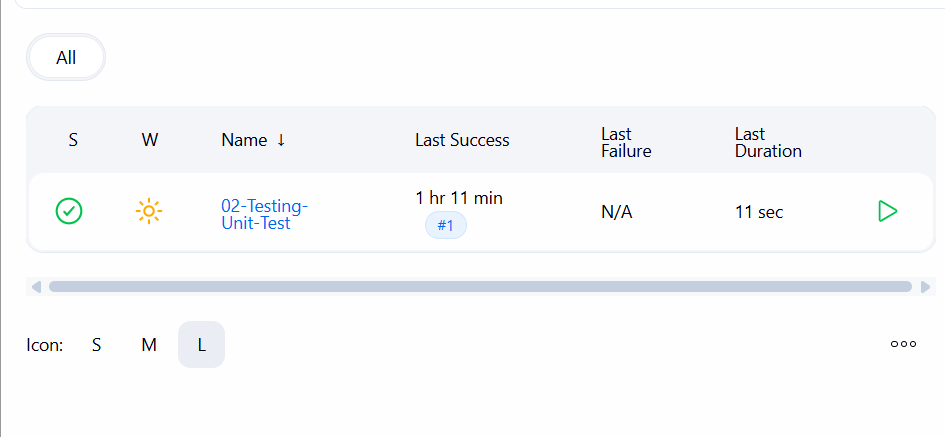 All
S W Name ↓ Last Success Last Failure Last Duration
02-Testing-Unit-Test 1 hr 11 min #1 N/A 11 sec
Icon: S M L